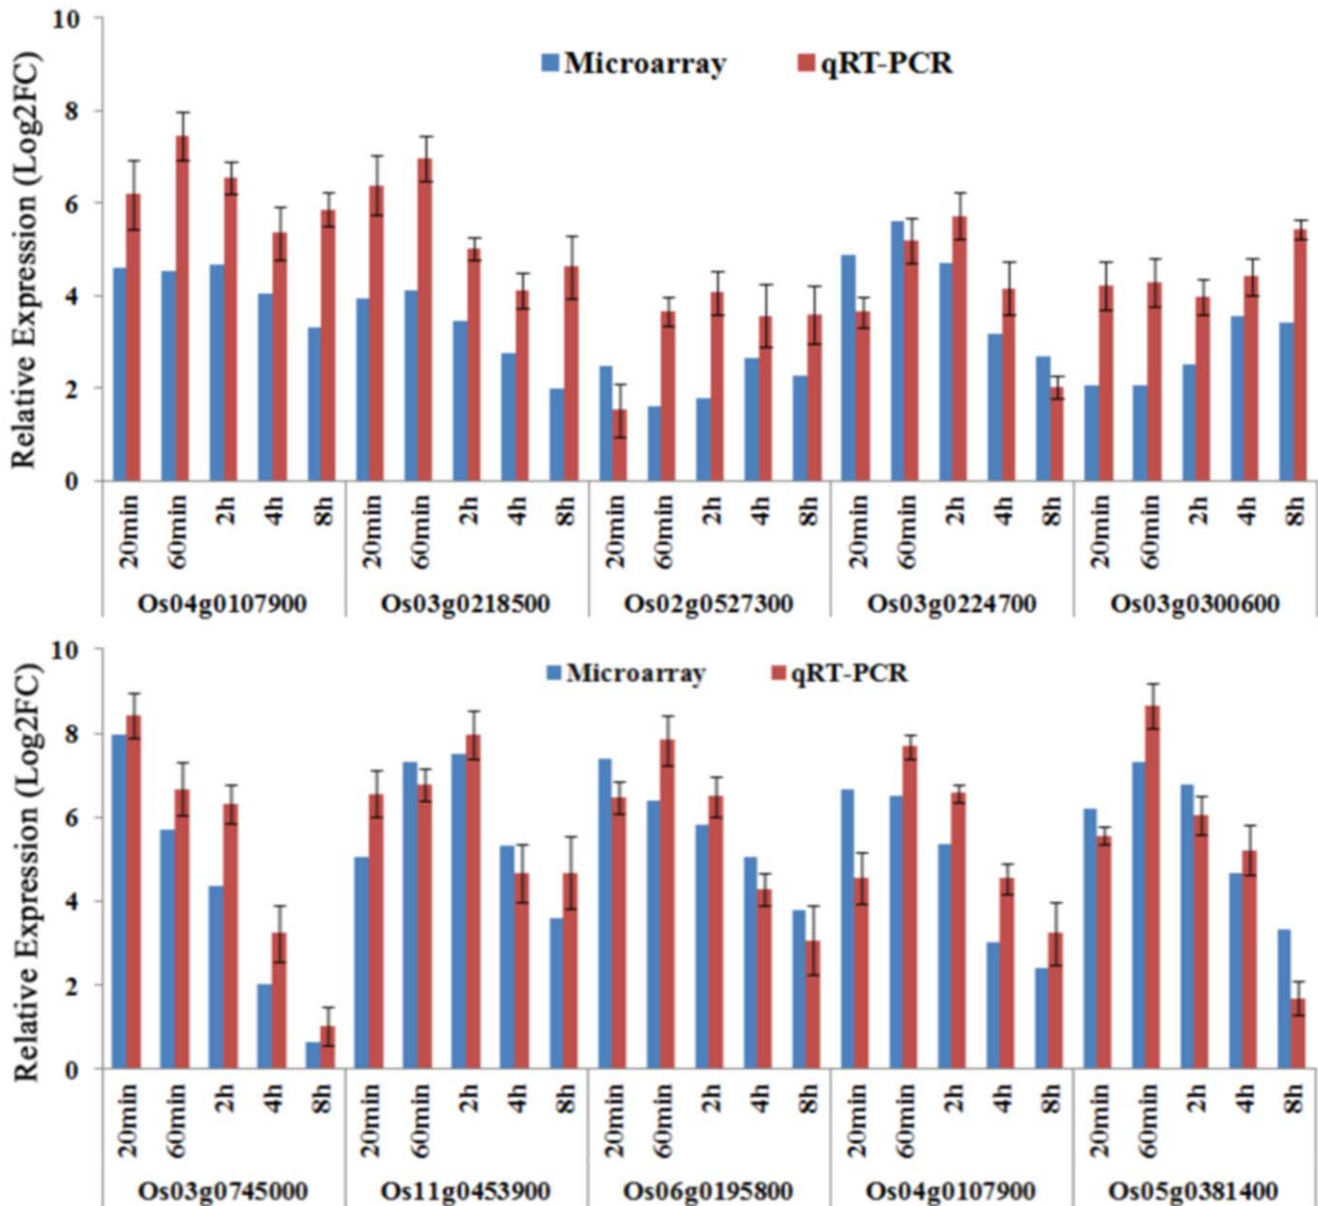 Relative Expression (Log2FC)
10
8
6
4
2
0
Microarray qRT-PCR
20min 60min 2h 4h 8h 20min 60min 2h 4h 8h 20min 60min 2h 4h 8h 20min 60min 2h 4h 8h 20min 60min 2h 4h 8h
Os04g0107900 Os03g0218500 Os02g0527300 Os03g0224700 Os03g0300600
Relative Expression (Log2FC)
10
8
6
4
2
0
Microarray qRT-PCR
20min 60min 2h 4h 8h 20min 60min 2h 4h 8h 20min 60min 2h 4h 8h 20min 60min 2h 4h 8h 20min 60min 2h 4h 8h
Os03g0745000 Os11g0453900 Os06g0195800 Os04g0107900 Os05g0381400